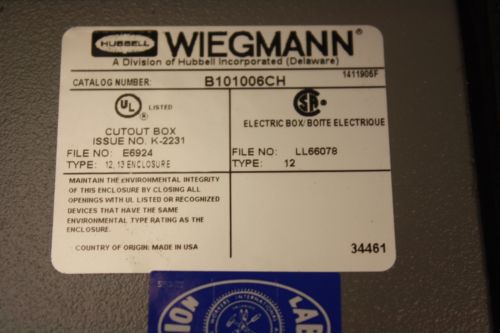 HUBBELL WIEGMANN®
A Division of Hubbell Incorporated (Delaware)
CATALOG NUMBER: B101006CH 1411906F
UL LISTED
CUTOUT BOX
ISSUE NO. K-2231
FILE NO: E6924
TYPE: 12, 13 ENCLOSURE
SA
ELECTRIC BOX/BOITE ELECTRIQUE
FILE NO: LL66078
TYPE: 12
MAINTAIN THE ENVIRONMENTAL INTEGRITY
OF THIS ENCLOSURE BY CLOSING ALL
OPENINGS WITH UL LISTED OR RECOGNIZED
DEVICES THAT HAVE THE SAME
ENVIRONMENTAL TYPE RATING AS THE
ENCLOSURE.
COUNTRY OF ORIGIN: MADE IN USA
34461